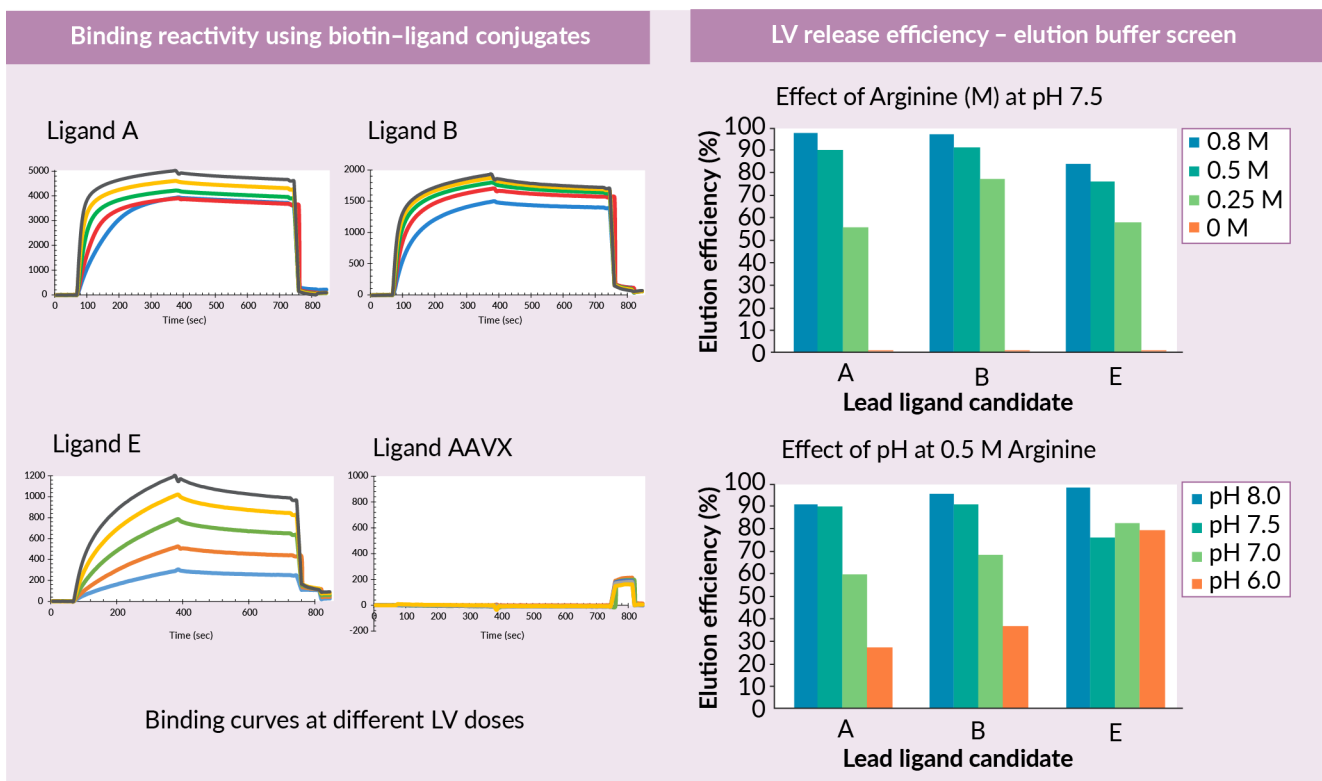 Binding reactivity using biotin–ligand conjugates
Ligand A
5000
4000
3000
2000
1000
0
0 100 200 300 400 500 600 700 800
Time (sec)
Ligand B
2000
1500
1000
500
0
0 100 200 300 400 500 600 700 800
Time (sec)
Ligand E
1200
1000
800
600
400
200
0
0 200 400 600 800
Time (sec)
Ligand AAVX
1000
800
600
400
200
0
-200
0 100 200 300 400 500 600 700 800
Time (sec)
Binding curves at different LV doses
LV release efficiency – elution buffer screen
Effect of Arginine (M) at pH 7.5
Elution efficiency (%)
100
90
80
70
60
50
40
30
20
10
0
A B E
Lead ligand candidate
0.8 M
0.5 M
0.25 M
0 M
Effect of pH at 0.5 M Arginine
Elution efficiency (%)
100
90
80
70
60
50
40
30
20
10
0
A B E
Lead ligand candidate
pH 8.0
pH 7.5
pH 7.0
pH 6.0